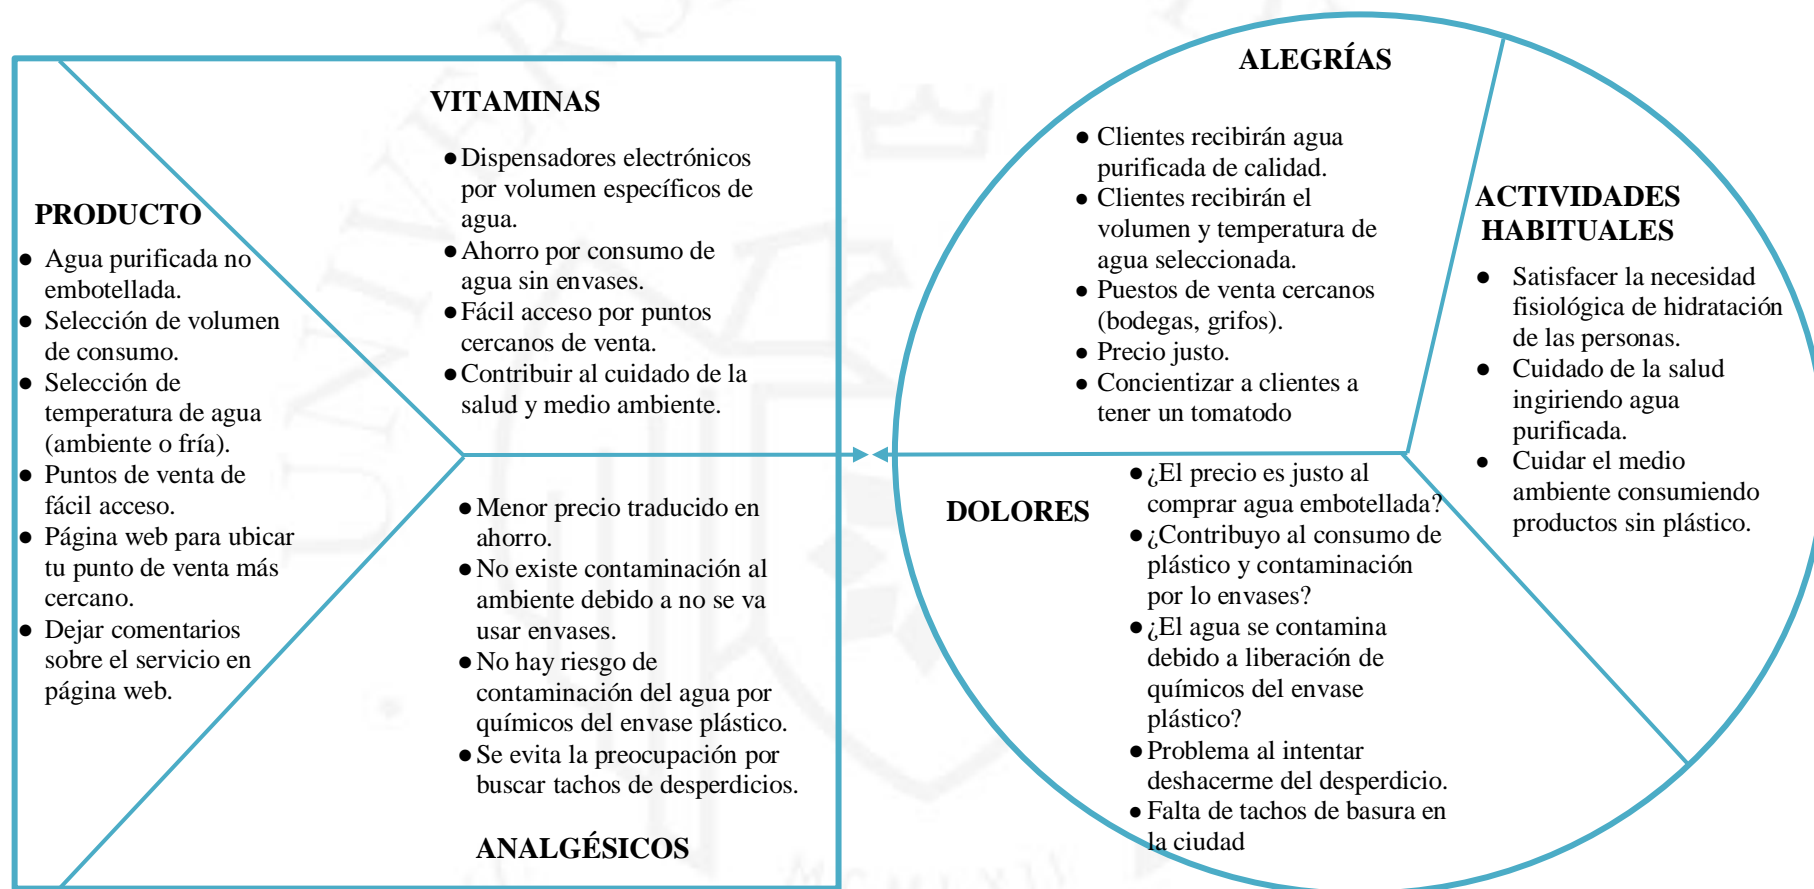 PRODUCTO
● Agua purificada no
embotellada.
● Selección de volumen
de consumo.
● Selección de
temperatura de agua
(ambiente o fría).
● Puntos de venta de
fácil acceso.
● Página web para ubicar
tu punto de venta más
cercano.
● Dejar comentarios
sobre el servicio en
página web.
VITAMINAS
● Dispensadores electrónicos
por volumen específicos de
agua.
● Ahorro por consumo de
agua sin envases.
● Fácil acceso por puntos
cercanos de venta.
● Contribuir al cuidado de la
salud y medio ambiente.
● Menor precio traducido en
ahorro.
● No existe contaminación al
ambiente debido a no se va
usar envases.
● No hay riesgo de
contaminación del agua por
químicos del envase plástico.
● Se evita la preocupación por
buscar tachos de desperdicios.
ANALGÉSICOS
ALEGRÍAS
● Clientes recibirán agua
purificada de calidad.
● Clientes recibirán el
volumen y temperatura de
agua seleccionada.
● Puestos de venta cercanos
(bodegas, grifos).
● Precio justo.
● Concientizar a clientes a
tener un tomatodo
DOLORES
● ¿El precio es justo al
comprar agua embotellada?
● ¿Contribuyo al consumo de
plástico y contaminación
por lo envases?
● ¿El agua se contamina
debido a liberación de
químicos del envase
plástico?
● Problema al intentar
deshacerme del desperdicio.
● Falta de tachos de basura en
la ciudad
ACTIVIDADES
HABITUALES
● Satisfacer la necesidad
fisiológica de hidratación
de las personas.
● Cuidado de la salud
ingiriendo agua
purificada.
● Cuidar el medio
ambiente consumiendo
productos sin plástico.